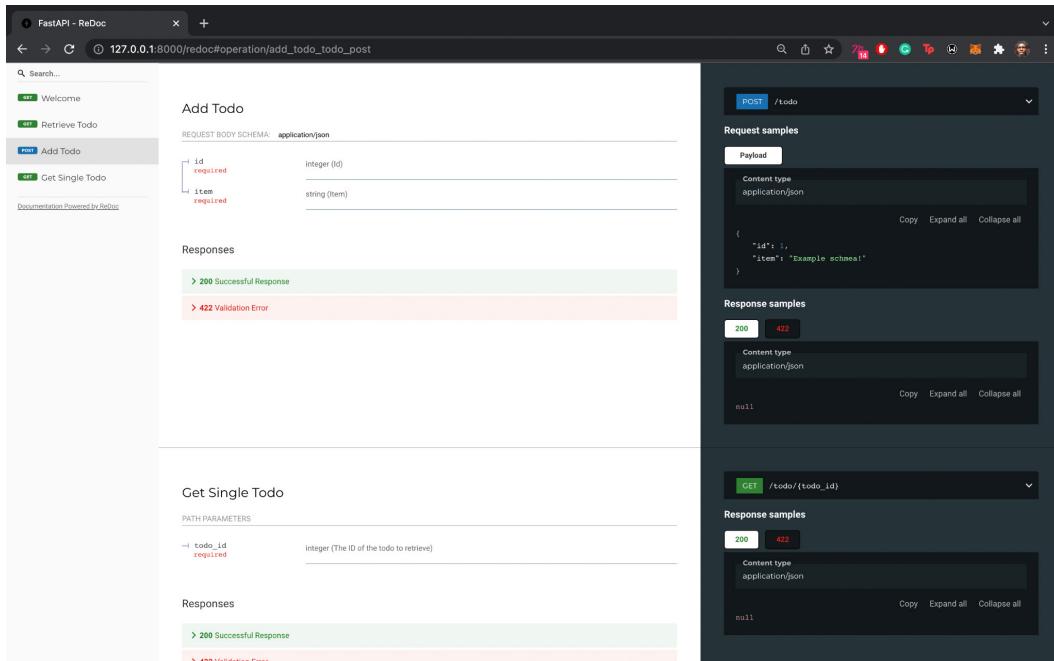 FastAPI - ReDoc
127.0.0.1:8000/redoc#operation/add_todo_todo_post
14
Search...
GET Welcome
GET Retrieve Todo
POST Add Todo
GET Get Single Todo
Documentation Powered by ReDoc
Add Todo
REQUEST BODY SCHEMA: application/json
id
required
integer (Id)
item
required
string (Item)
Responses
200 Successful Response
422 Validation Error
POST /todo
Request samples
Payload
Content type
application/json
Copy Expand all Collapse all
{
"id": 1,
"item": "Example schmea!"
}
Response samples
200 422
Content type
application/json
Copy Expand all Collapse all
null
Get Single Todo
PATH PARAMETERS
todo_id
required
integer (The ID of the todo to retrieve)
Responses
200 Successful Response
422 Validation Error
GET /todo/{todo_id}
Response samples
200 422
Content type
application/json
Copy Expand all Collapse all
null